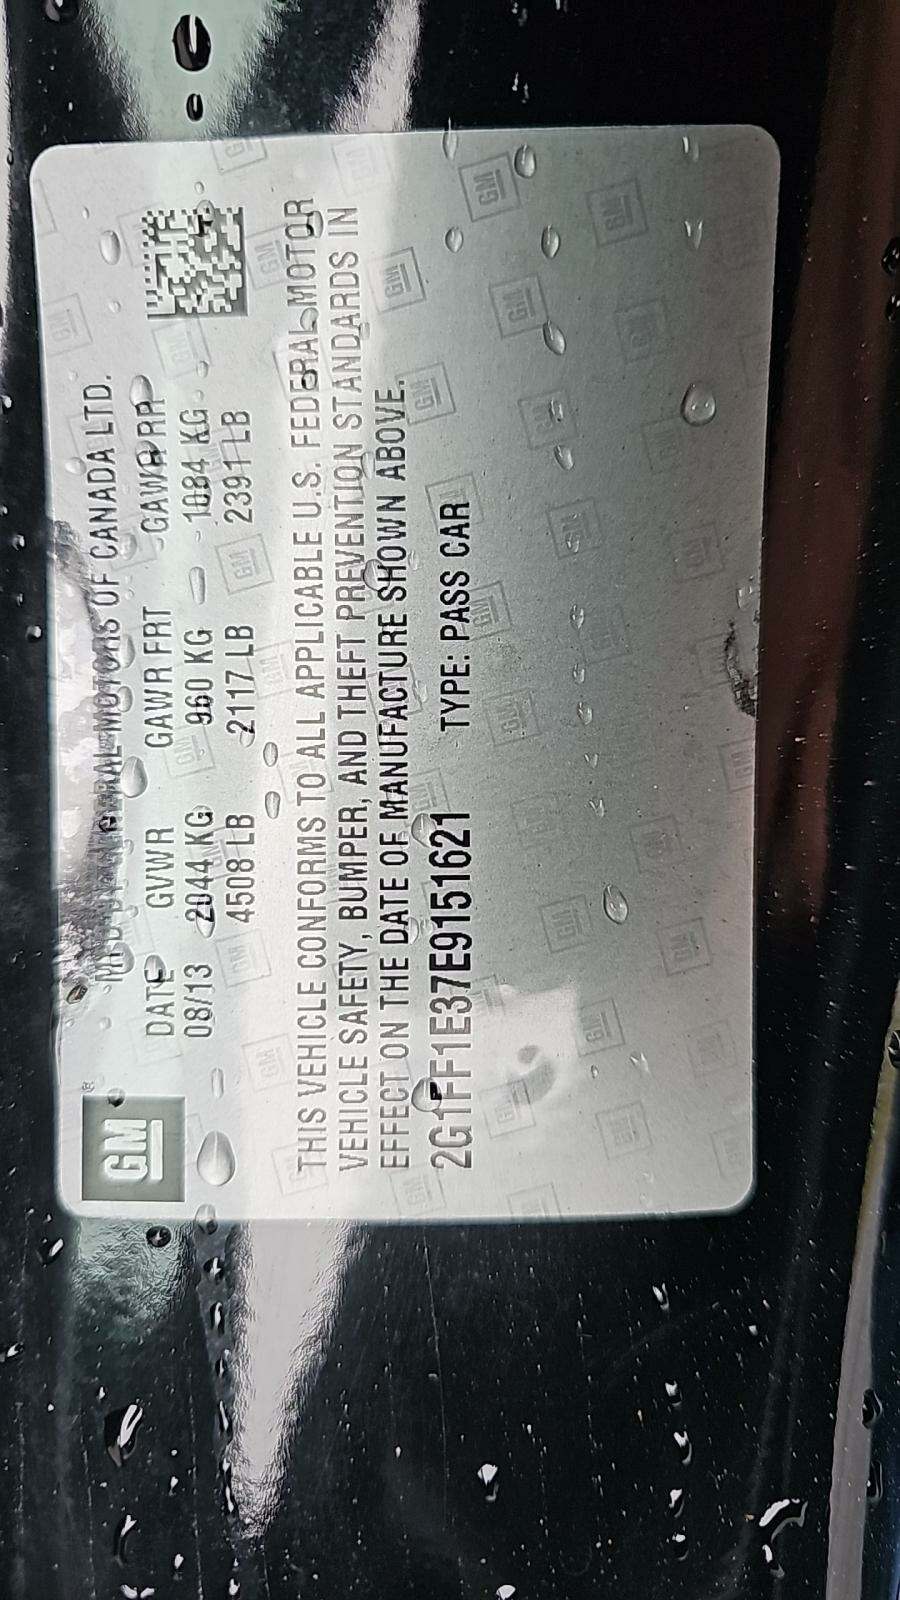 GM ®
MFD BY GENERAL MOTORS OF CANADA LTD.
DATE GVWR GAWR FRT GAWR RR
08/13 2044 KG 960 KG 1084 KG
4508 LB 2117 LB 2391 LB
THIS VEHICLE CONFORMS TO ALL APPLICABLE U.S. FEDERAL MOTOR
VEHICLE SAFETY, BUMPER, AND THEFT PREVENTION STANDARDS IN
EFFECT ON THE DATE OF MANUFACTURE SHOWN ABOVE.
2G1FF1E37E9151621 TYPE: PASS CAR